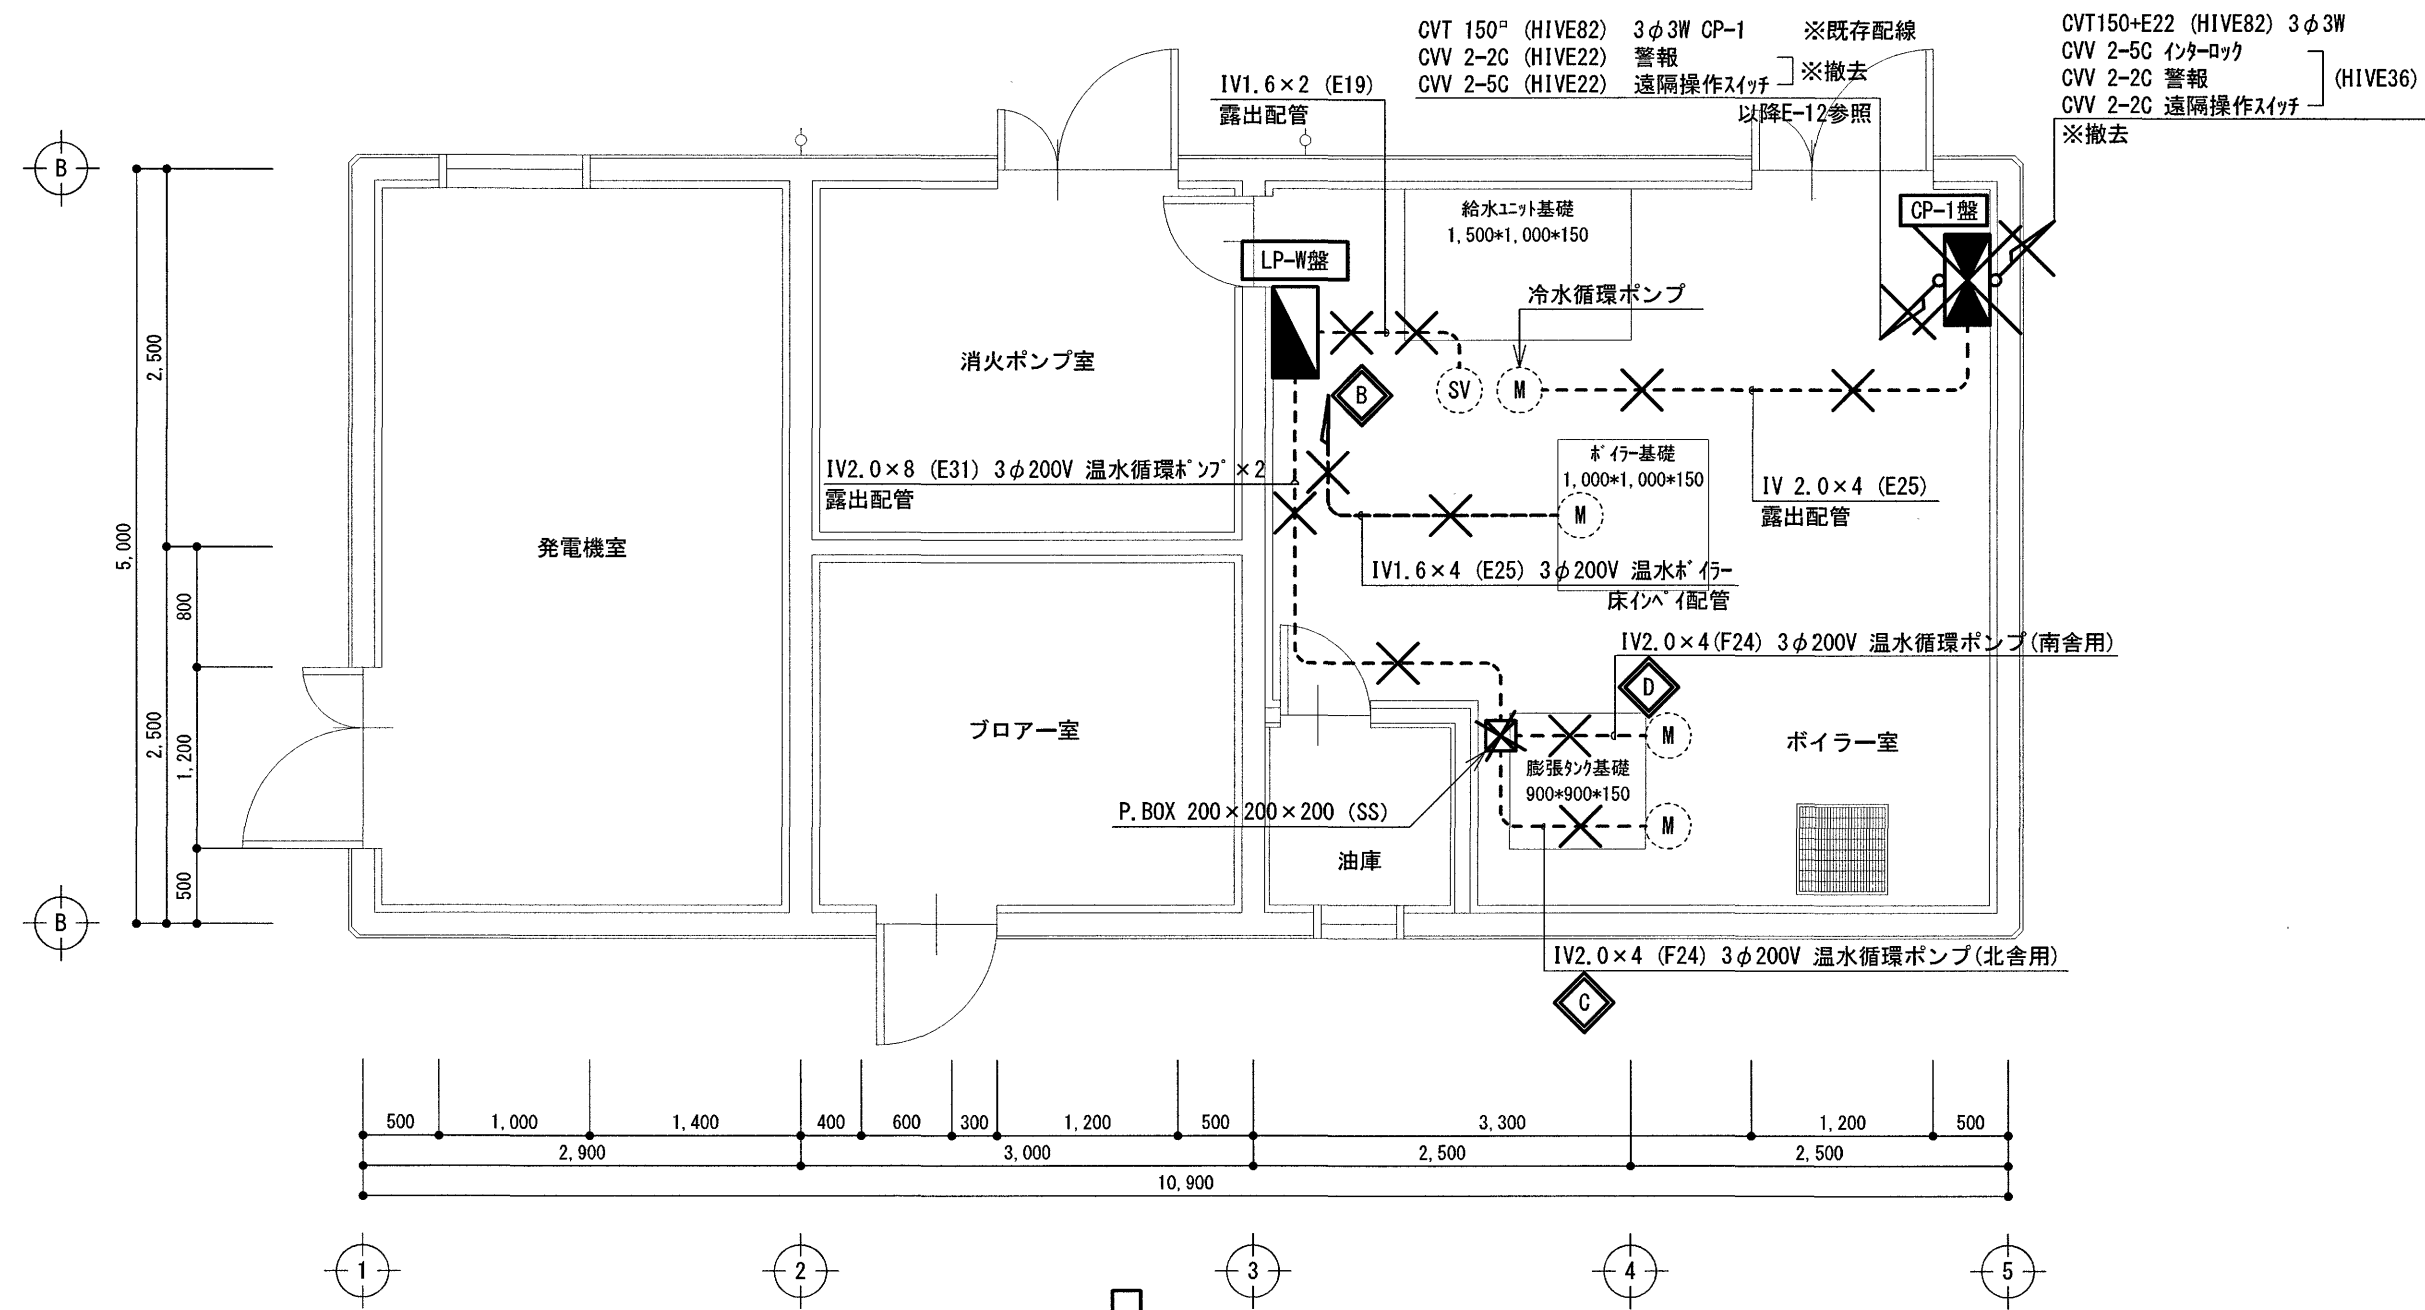 CVT 150□ (HIVE82) 3φ3W CP-1 ※既存配線
CVV 2-2C (HIVE22) 警報
CVV 2-5C (HIVE22) 遠隔操作スイッチ
※撤去
以降E-12参照
CVT150+E22 (HIVE82) 3φ3W
CVV 2-5C インターロック
CVV 2-2C 警報
CVV 2-2C 遠隔操作スイッチ
(HIVE36)
※撤去
IV1.6×2 (E19)
露出配管
B
CP-1盤
給水ユニット基礎
1,500*1,000*150
LP-W盤
冷水循環ポンプ
2,500
消火ポンプ室
SV
M
B
IV2.0×8 (E31) 3φ200V 温水循環ポンプ×2
露出配管
ボイラー基礎
1,000*1,000*150
M
IV 2.0×4 (E25)
露出配管
5,000
発電機室
IV1.6×4 (E25) 3φ200V 温水ボイラー
床インペイ配管
800
IV2.0×4(F24) 3φ200V 温水循環ポンプ(南舎用)
D
2,500
1,200
ブロアー室
M
ボイラー室
膨張タンク基礎
900*900*150
P.BOX 200×200×200 (SS)
M
油庫
500
B
IV2.0×4 (F24) 3φ200V 温水循環ポンプ(北舎用)
C
500 1,000 1,400 400 600 300 1,200 500 3,300 1,200 500
2,900 3,000 2,500 2,500
10,900
1 2 3 4 5